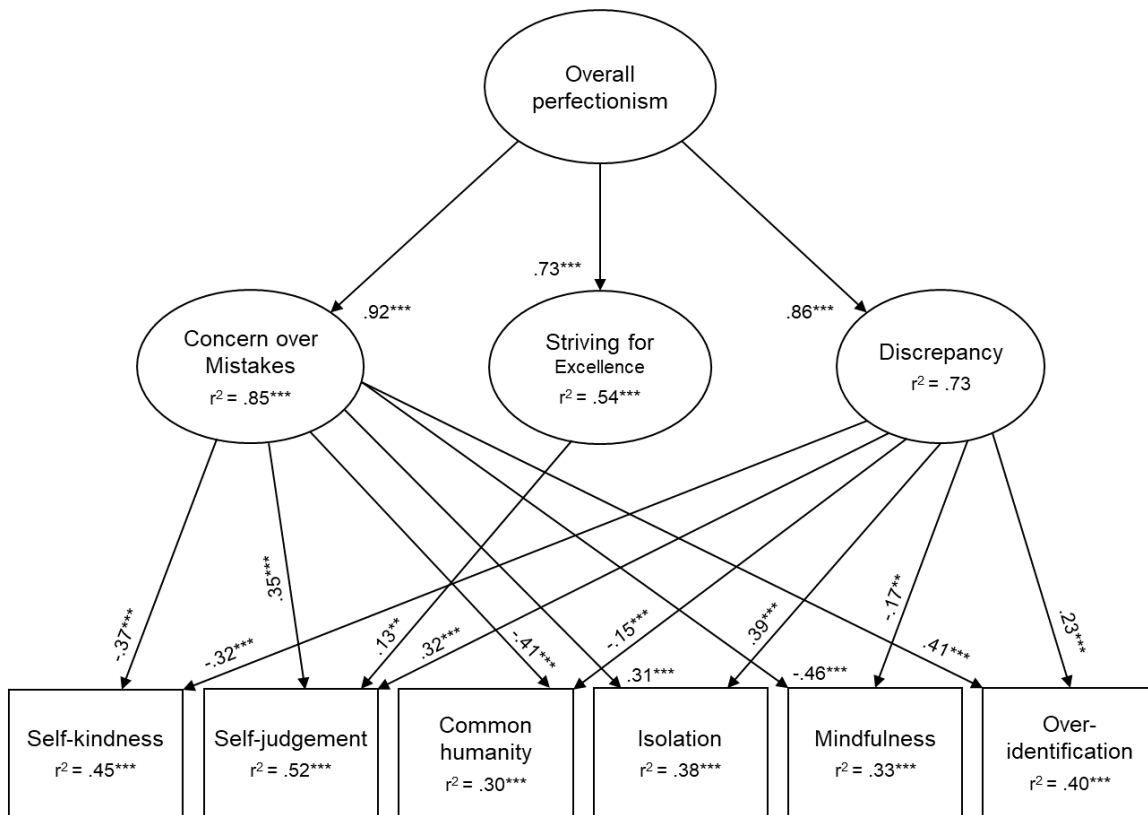 Overall
perfectionism
.73***
.92***
.86***
Concern over
Mistakes
r² = .85***
Striving for
Excellence
r² = .54***
Discrepancy
r² = .73
-.37***
.35***
-.32***
.13**
.32***
-.41***
.31***
-.15***
.39***
-.46***
-.17**
.41***
.23***
Self-kindness
r² = .45***
Self-judgement
r² = .52***
Common
humanity
r² = .30***
Isolation
r² = .38***
Mindfulness
r² = .33***
Over-
identification
r² = .40***